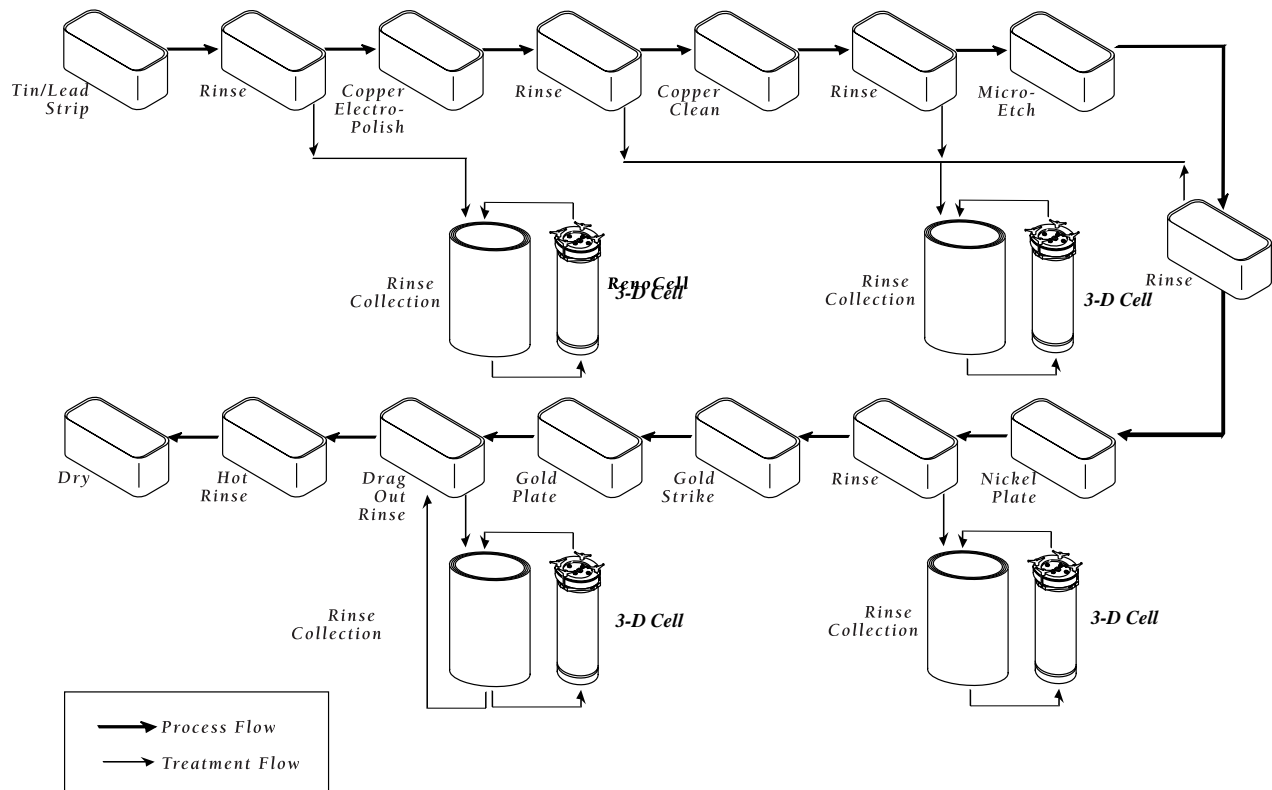 Tin/Lead
Strip
Rinse
Copper
Electro-
Polish
Rinse
Copper
Clean
Rinse
Micro-
Etch
Rinse
Collection
RenoCell
3-D Cell
Rinse
Collection
3-D Cell
Rinse
Dry
Hot
Rinse
Drag
Out
Rinse
Gold
Plate
Gold
Strike
Rinse
Nickel
Plate
Rinse
Collection
3-D Cell
Rinse
Collection
3-D Cell
Process Flow
Treatment Flow